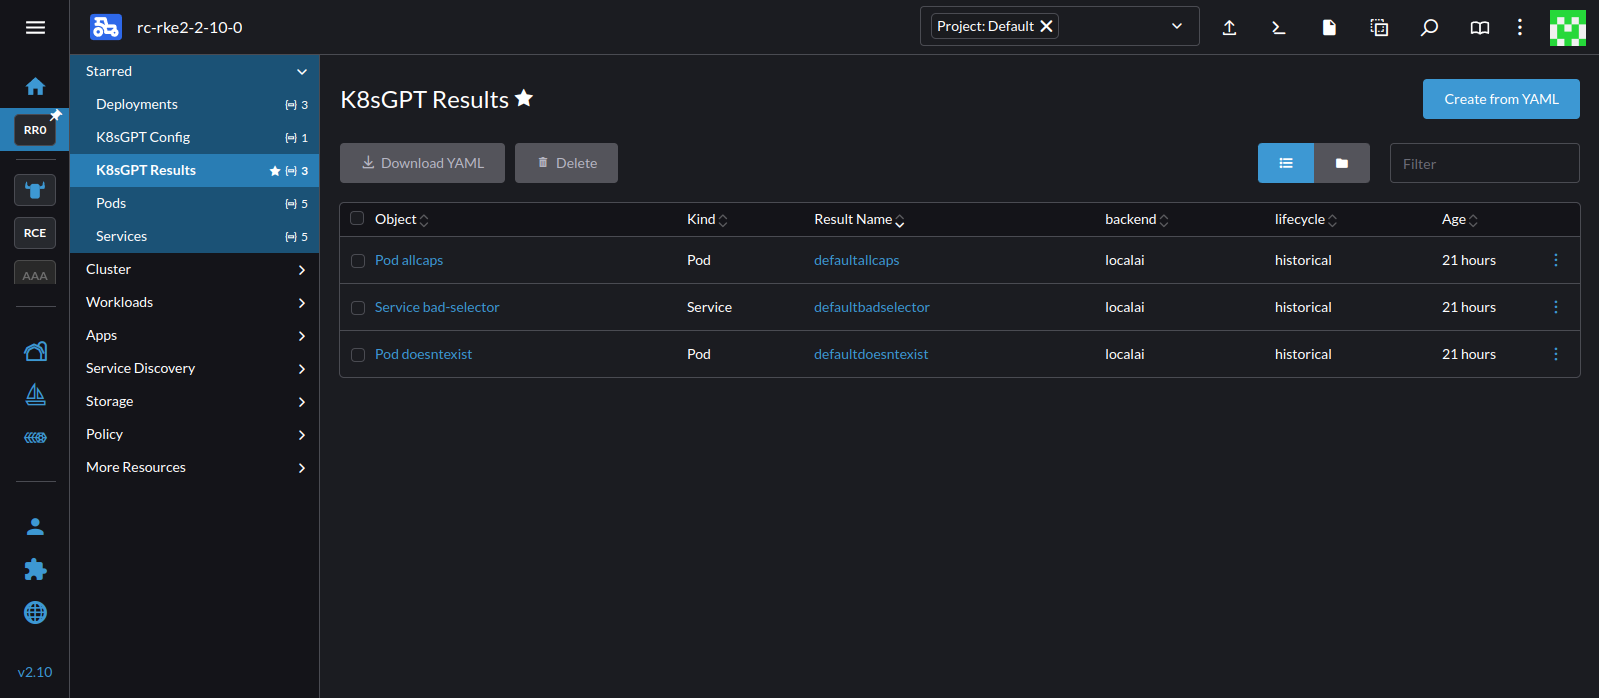 rc-rke2-2-10-0
Project: Default
RR0
RCE
AAA
v2.10
Starred
Deployments 3
K8sGPT Config 1
K8sGPT Results 3
Pods 5
Services 5
Cluster
Workloads
Apps
Service Discovery
Storage
Policy
More Resources
K8sGPT Results
Create from YAML
Download YAML Delete
Filter
Object Kind Result Name backend lifecycle Age
Pod allcaps Pod defaultallcaps localai historical 21 hours
Service bad-selector Service defaultbadselector localai historical 21 hours
Pod doesntexist Pod defaultdoesntexist localai historical 21 hours